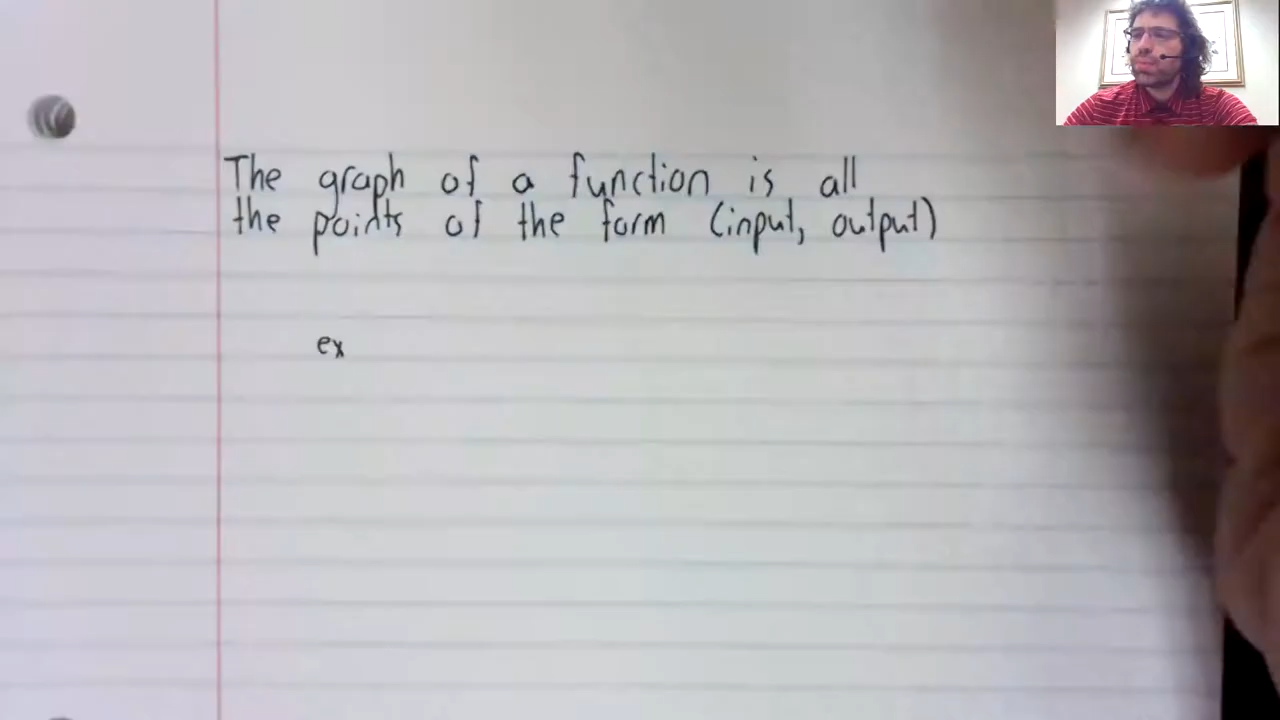 The graph of a function is all
the points of the form (input, output)
ex